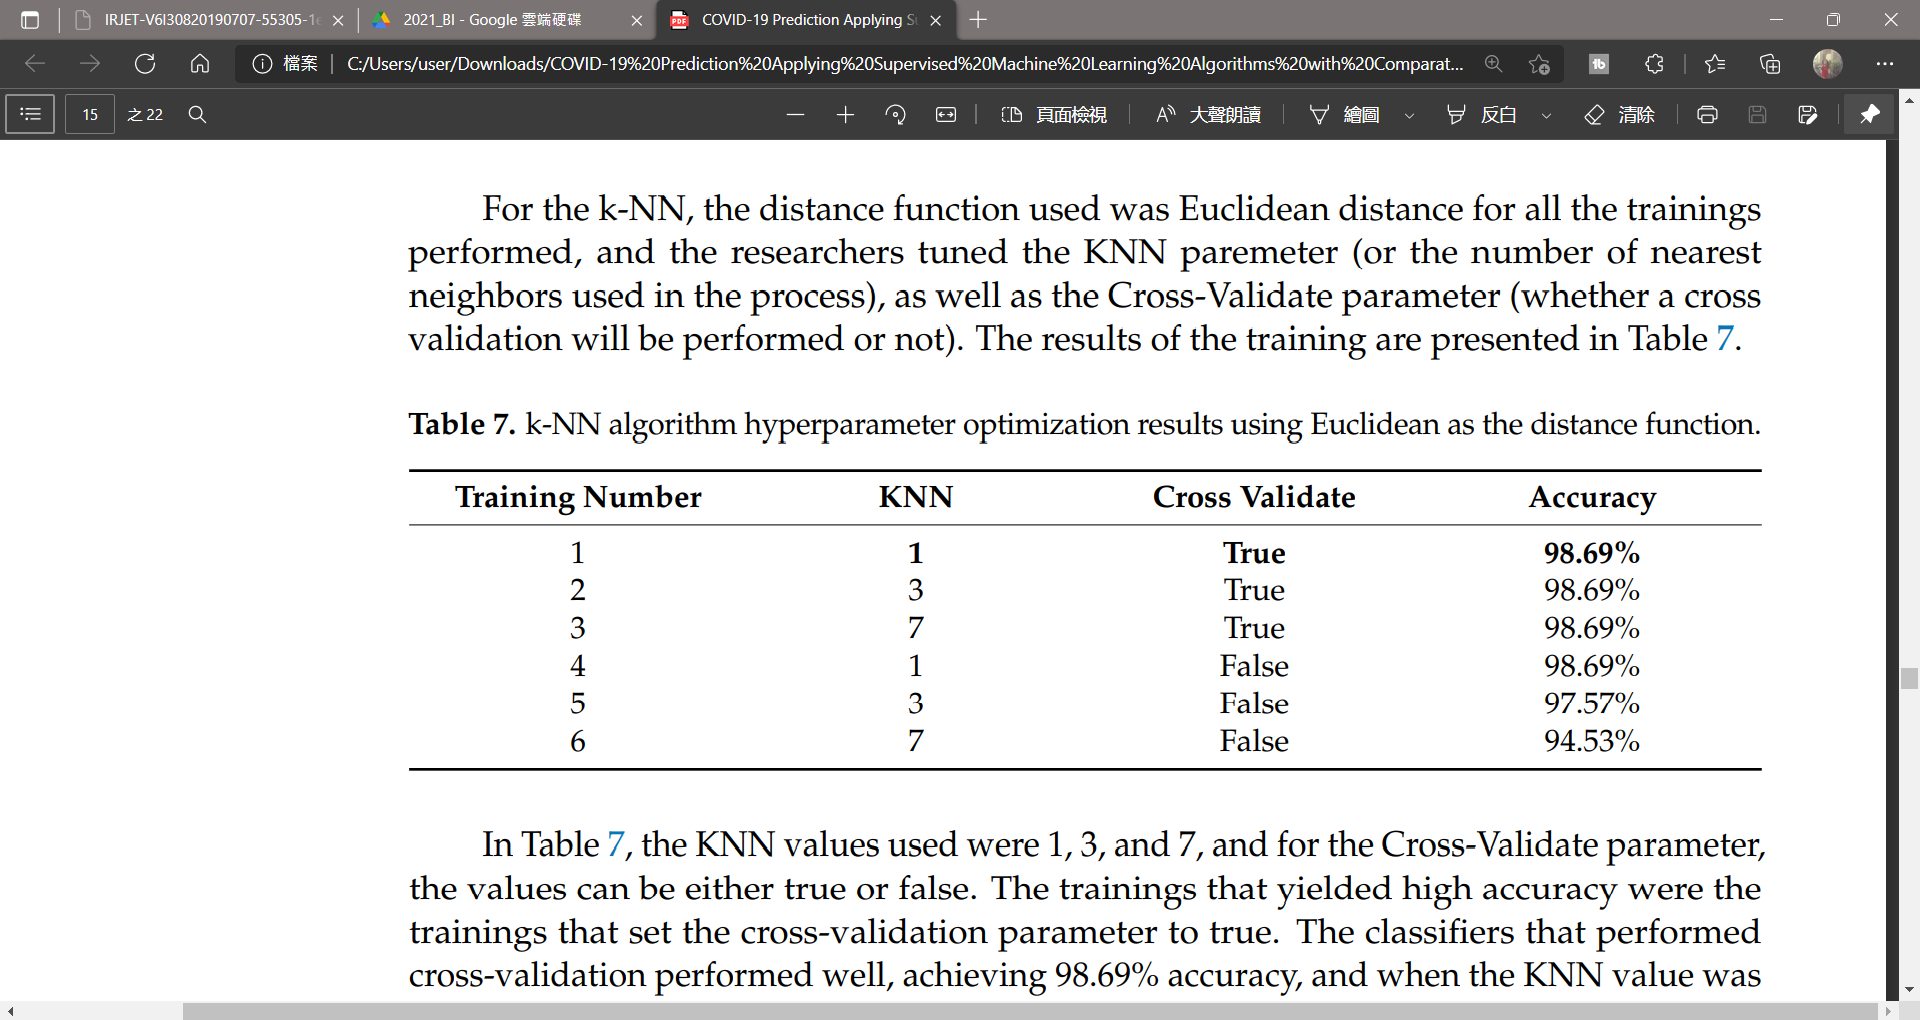 IRJET-V6I30820190707-55305-1
2021_BI - Google 雲端硬碟
COVID-19 Prediction Applying S
檔案
C:/Users/user/Downloads/COVID-19%20Prediction%20Applying%20Supervised%20Machine%20Learning%20Algorithms%20with%20Comparat...
15 之 22
頁面檢視
大聲朗讀
繪圖
反白
清除
For the k-NN, the distance function used was Euclidean distance for all the trainings
performed, and the researchers tuned the KNN paremeter (or the number of nearest
neighbors used in the process), as well as the Cross-Validate parameter (whether a cross
validation will be performed or not). The results of the training are presented in Table 7.
Table 7. k-NN algorithm hyperparameter optimization results using Euclidean as the distance function.
Training Number KNN Cross Validate Accuracy
1 1 True 98.69%
2 3 True 98.69%
3 7 True 98.69%
4 1 False 98.69%
5 3 False 97.57%
6 7 False 94.53%
In Table 7, the KNN values used were 1, 3, and 7, and for the Cross-Validate parameter,
the values can be either true or false. The trainings that yielded high accuracy were the
trainings that set the cross-validation parameter to true. The classifiers that performed
cross-validation performed well, achieving 98.69% accuracy, and when the KNN value was